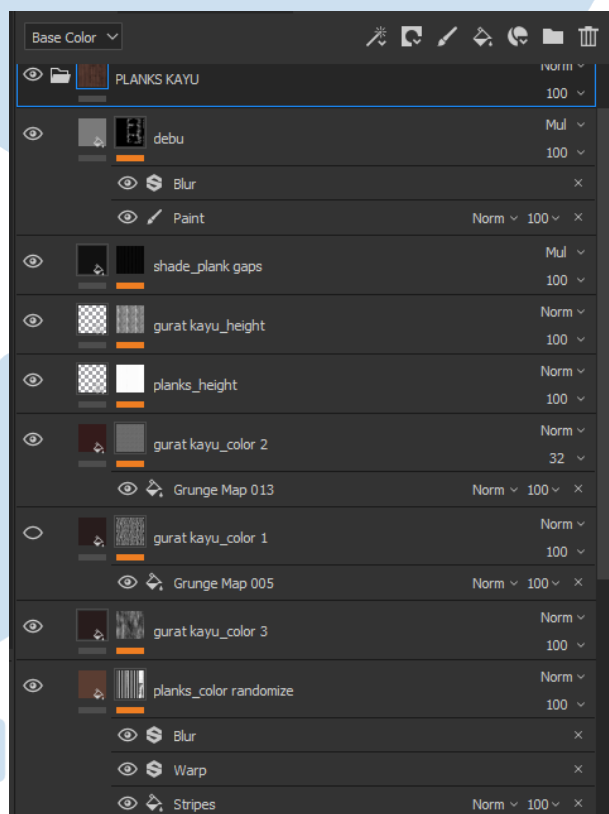 Base Color
Norm
PLANKS KAYU
100
Mul
debu
100
Blur
Paint Norm 100
Mul
shade_plank gaps
100
Norm
gurat kayu_height
100
Norm
planks_height
100
Norm
gurat kayu_color 2
32
Grunge Map 013 Norm 100
Norm
gurat kayu_color 1
100
Grunge Map 005 Norm 100
Norm
gurat kayu_color 3
100
Norm
planks_color randomize
100
Blur
Warp
Stripes Norm 100